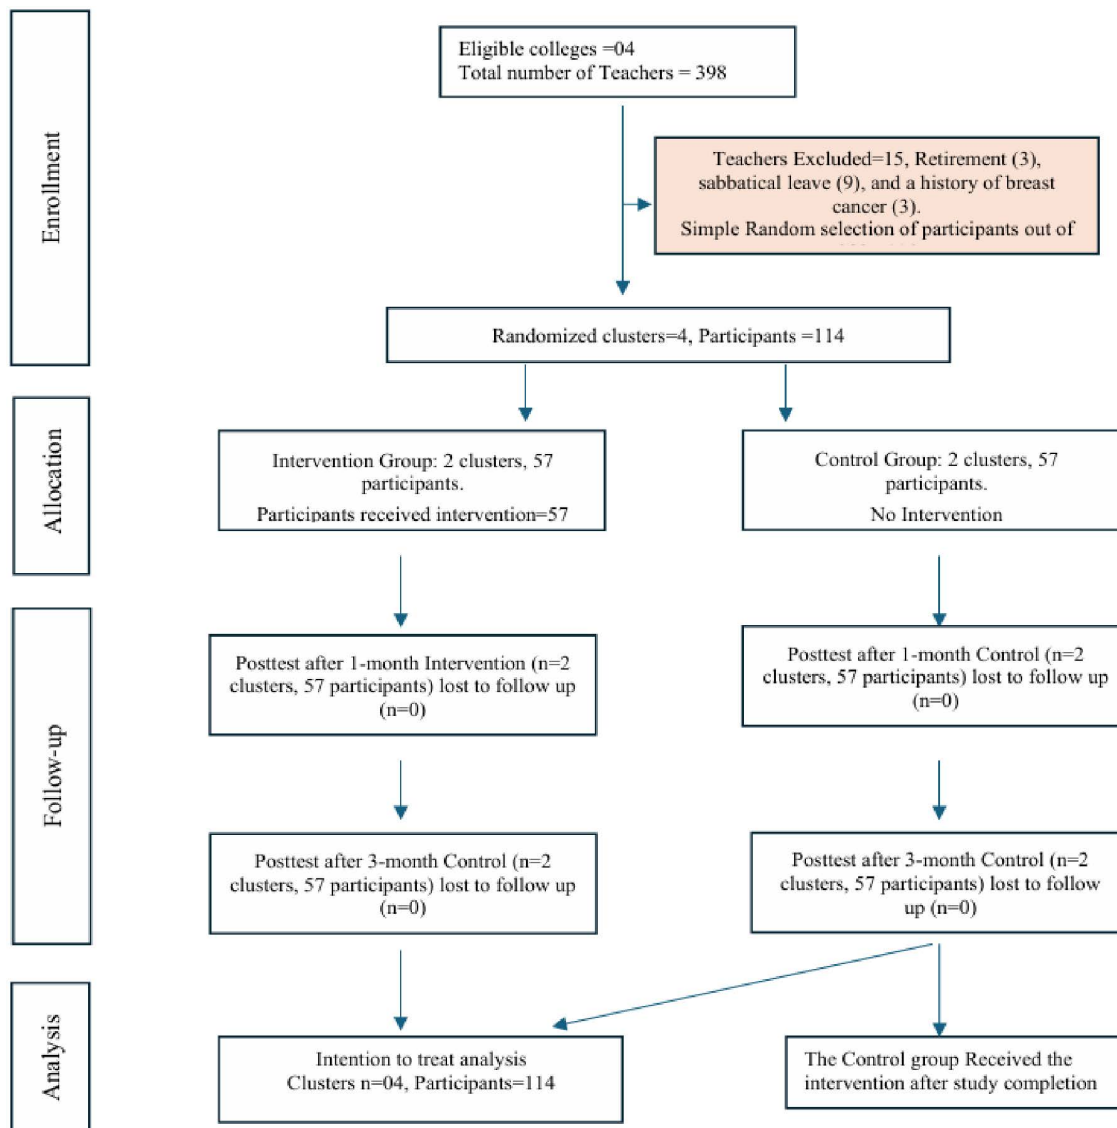 Enrollment
Eligible colleges =04
Total number of Teachers = 398
Teachers Excluded=15, Retirement (3),
sabbatical leave (9), and a history of breast
cancer (3).
Simple Random selection of participants out of
Randomized clusters=4, Participants =114
Allocation
Intervention Group: 2 clusters, 57
participants.
Participants received intervention=57
Control Group: 2 clusters, 57
participants.
No Intervention
Follow-up
Posttest after 1-month Intervention (n=2
clusters, 57 participants) lost to follow up
(n=0)
Posttest after 1-month Control (n=2
clusters, 57 participants) lost to follow up
(n=0)
Posttest after 3-month Control (n=2
clusters, 57 participants) lost to follow up
(n=0)
Posttest after 3-month Control (n=2
clusters, 57 participants) lost to follow
up (n=0)
Analysis
Intention to treat analysis
Clusters n=04, Participants=114
The Control group Received the
intervention after study completion